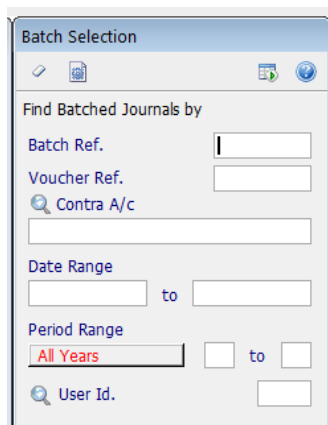 Batch Selection
Find Batched Journals by
Batch Ref.
Voucher Ref.
Contra A/c
Date Range
to
Period Range
All Years to
User Id.